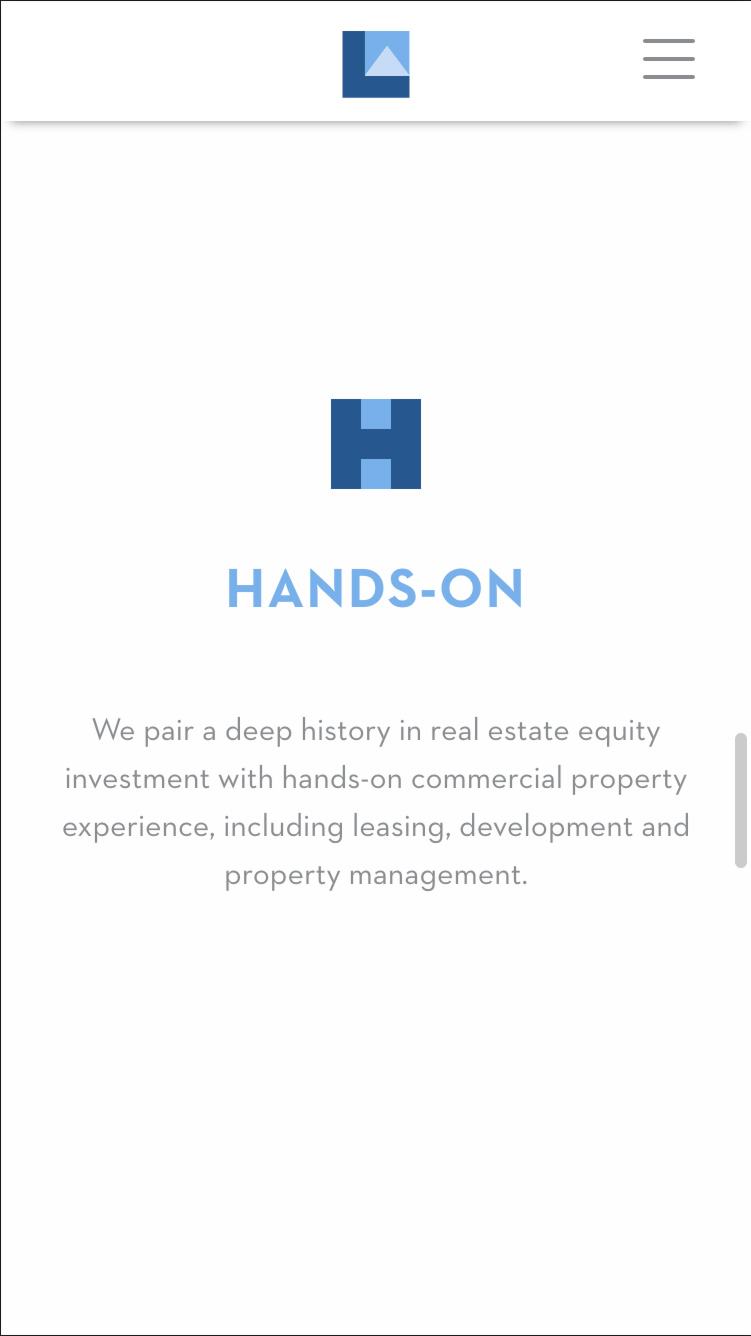 H
HANDS-ON
We pair a deep history in real estate equity
investment with hands-on commercial property
experience, including leasing, development and
property management.